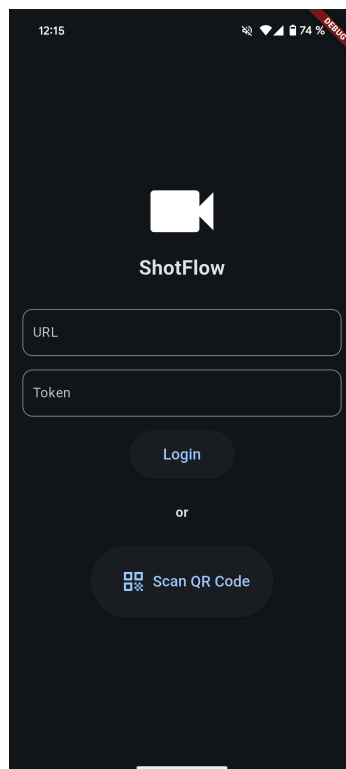 12:15
74 %
DEBUG
ShotFlow
URL
Token
Login
or
Scan QR Code